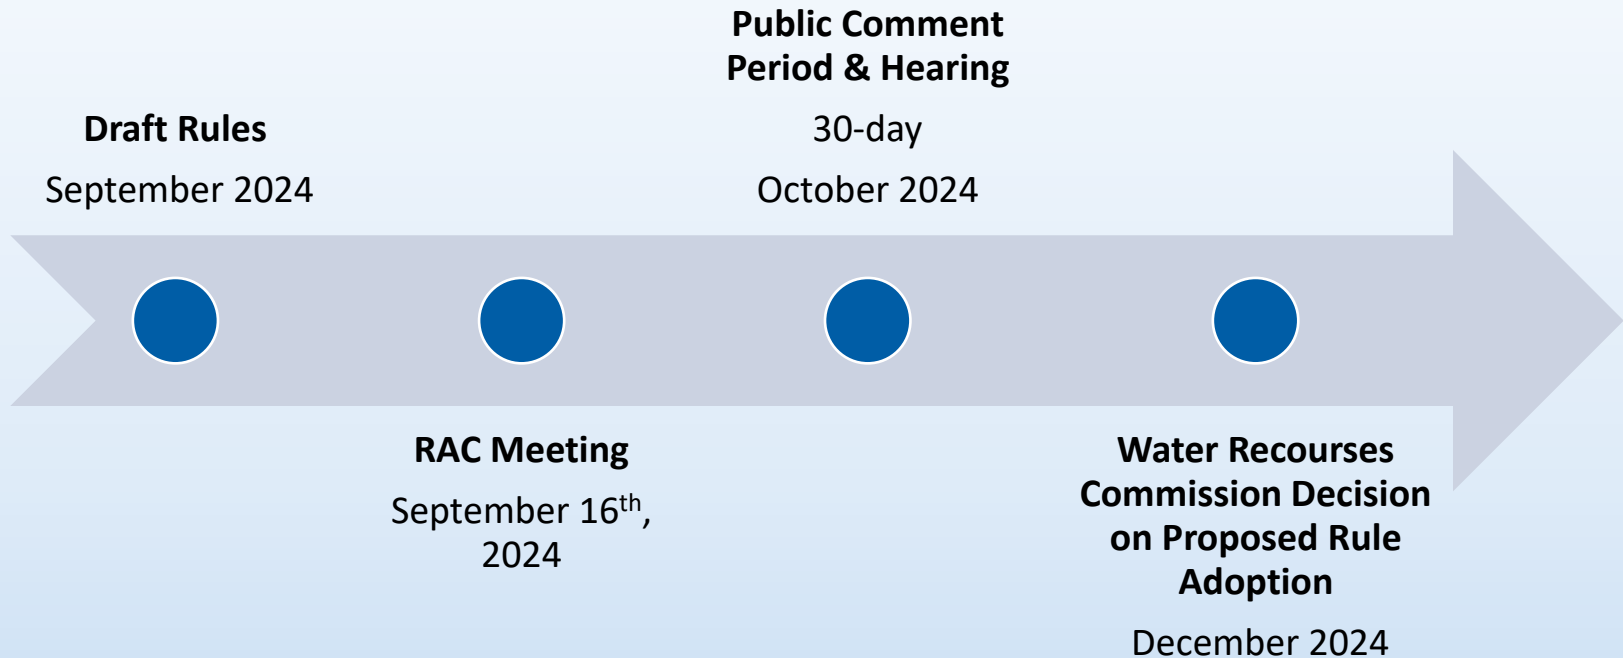 Draft Rules
September 2024
RAC Meeting
September 16th,
2024
Public Comment
Period & Hearing
30-day
October 2024
Water Recourses
Commission Decision
on Proposed Rule
Adoption
December 2024